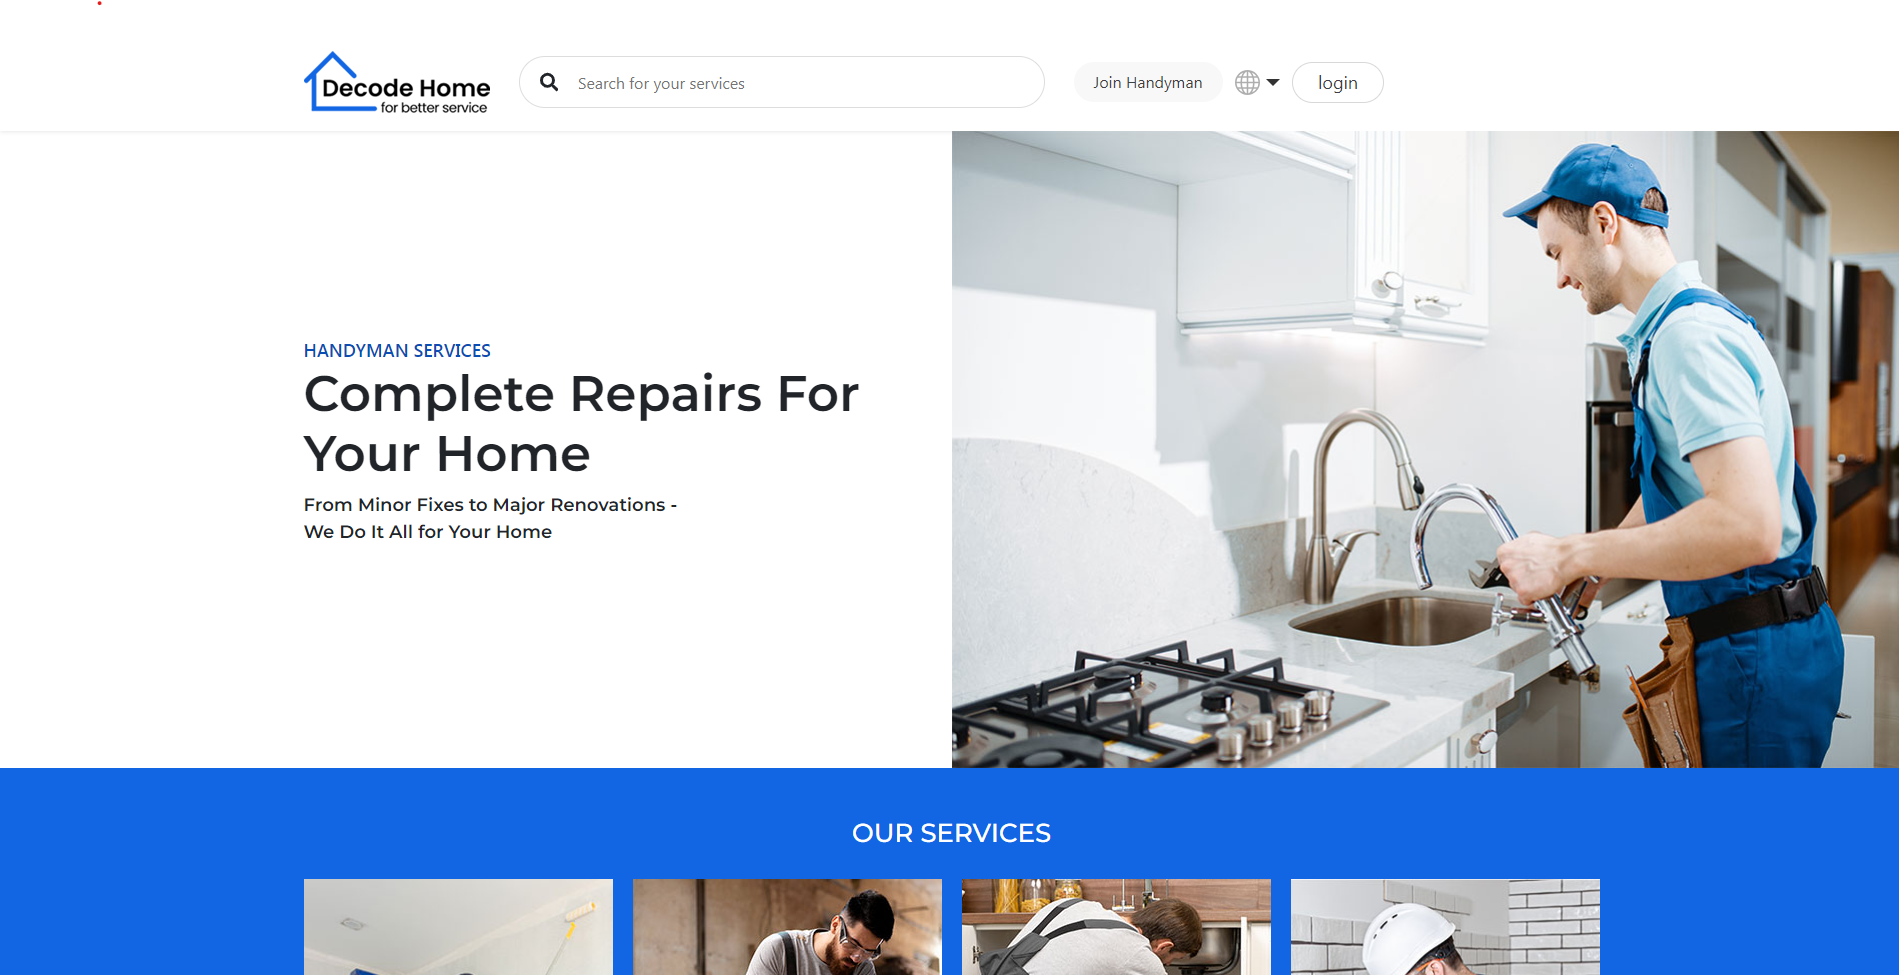 Decode Home
for better service
Search for your services
Join Handyman
login
HANDYMAN SERVICES
Complete Repairs For
Your Home
From Minor Fixes to Major Renovations -
We Do It All for Your Home
OUR SERVICES